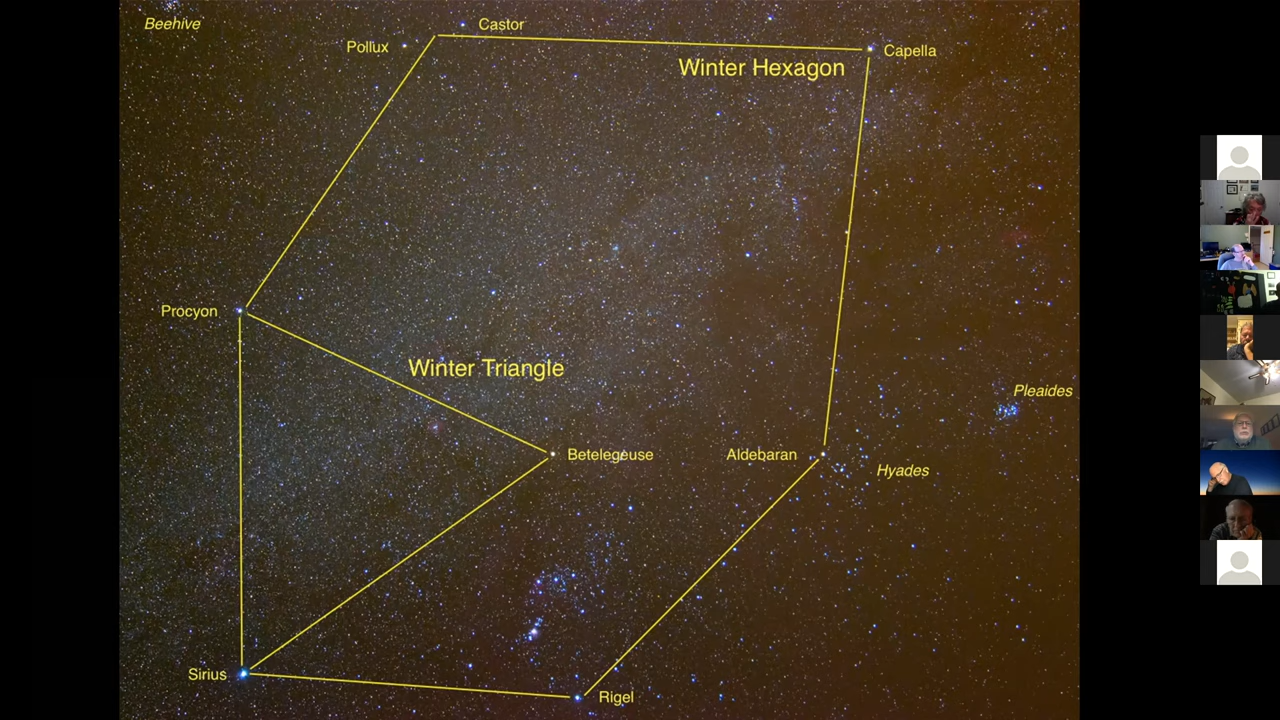 Beehive
Castor
Pollux
Capella
Winter Hexagon
Procyon
Winter Triangle
Pleaides
Betelegeuse
Aldebaran
Hyades
Sirius
Rigel